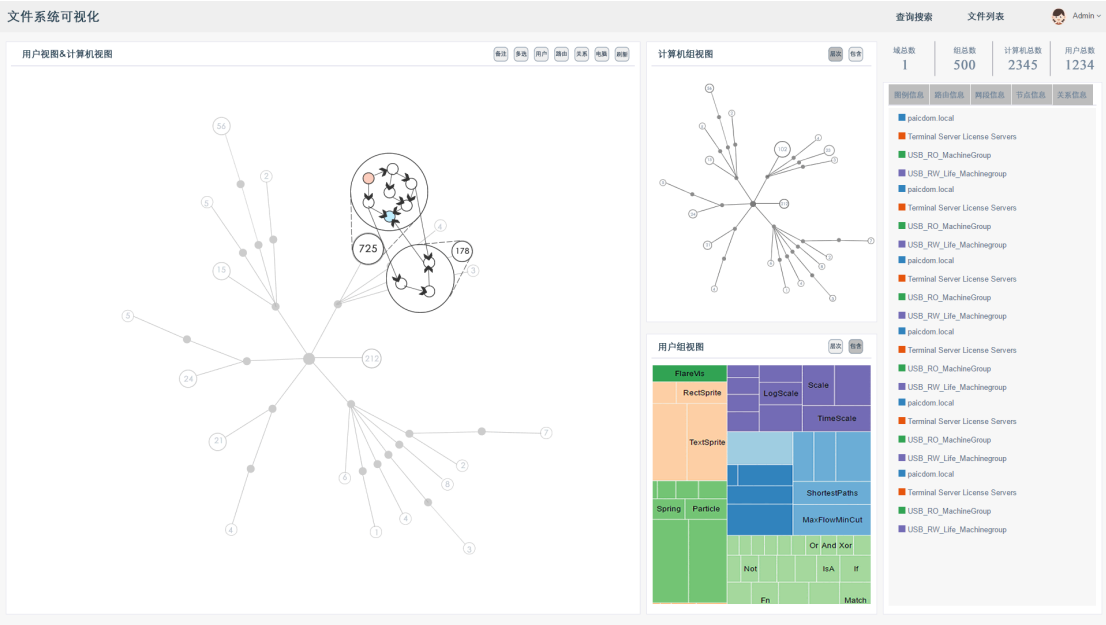 文件系统可视化
查询搜索
文件列表
Admin
用户视图&计算机视图
备注
多选
用户
路由
关系
电脑
刷新
56
2
5
15
5
24
21
4
212
725
178
4
3
7
2
8
6
4
1
3
计算机组视图
层次
包含
用户组视图
层次
包含
FlareVis
RectSprite
TextSprite
Spring
Particle
LogScale
Scale
TimeScale
ShortestPaths
MaxFlowMinCut
Or And Xor
Not
IsA
If
Fn
Match
域总数
1
组总数
500
计算机总数
2345
用户总数
1234
图例信息
路由信息
网段信息
节点信息
关系信息
paicdom.local
Terminal Server License Servers
USB_RO_MachineGroup
USB_RW_Life_Machinegroup
paicdom.local
Terminal Server License Servers
USB_RO_MachineGroup
USB_RW_Life_Machinegroup
paicdom.local
Terminal Server License Servers
USB_RO_MachineGroup
USB_RW_Life_Machinegroup
paicdom.local
Terminal Server License Servers
USB_RO_MachineGroup
USB_RW_Life_Machinegroup
paicdom.local
Terminal Server License Servers
USB_RO_MachineGroup
USB_RW_Life_Machinegroup
paicdom.local
Terminal Server License Servers
USB_RO_MachineGroup
USB_RW_Life_Machinegroup